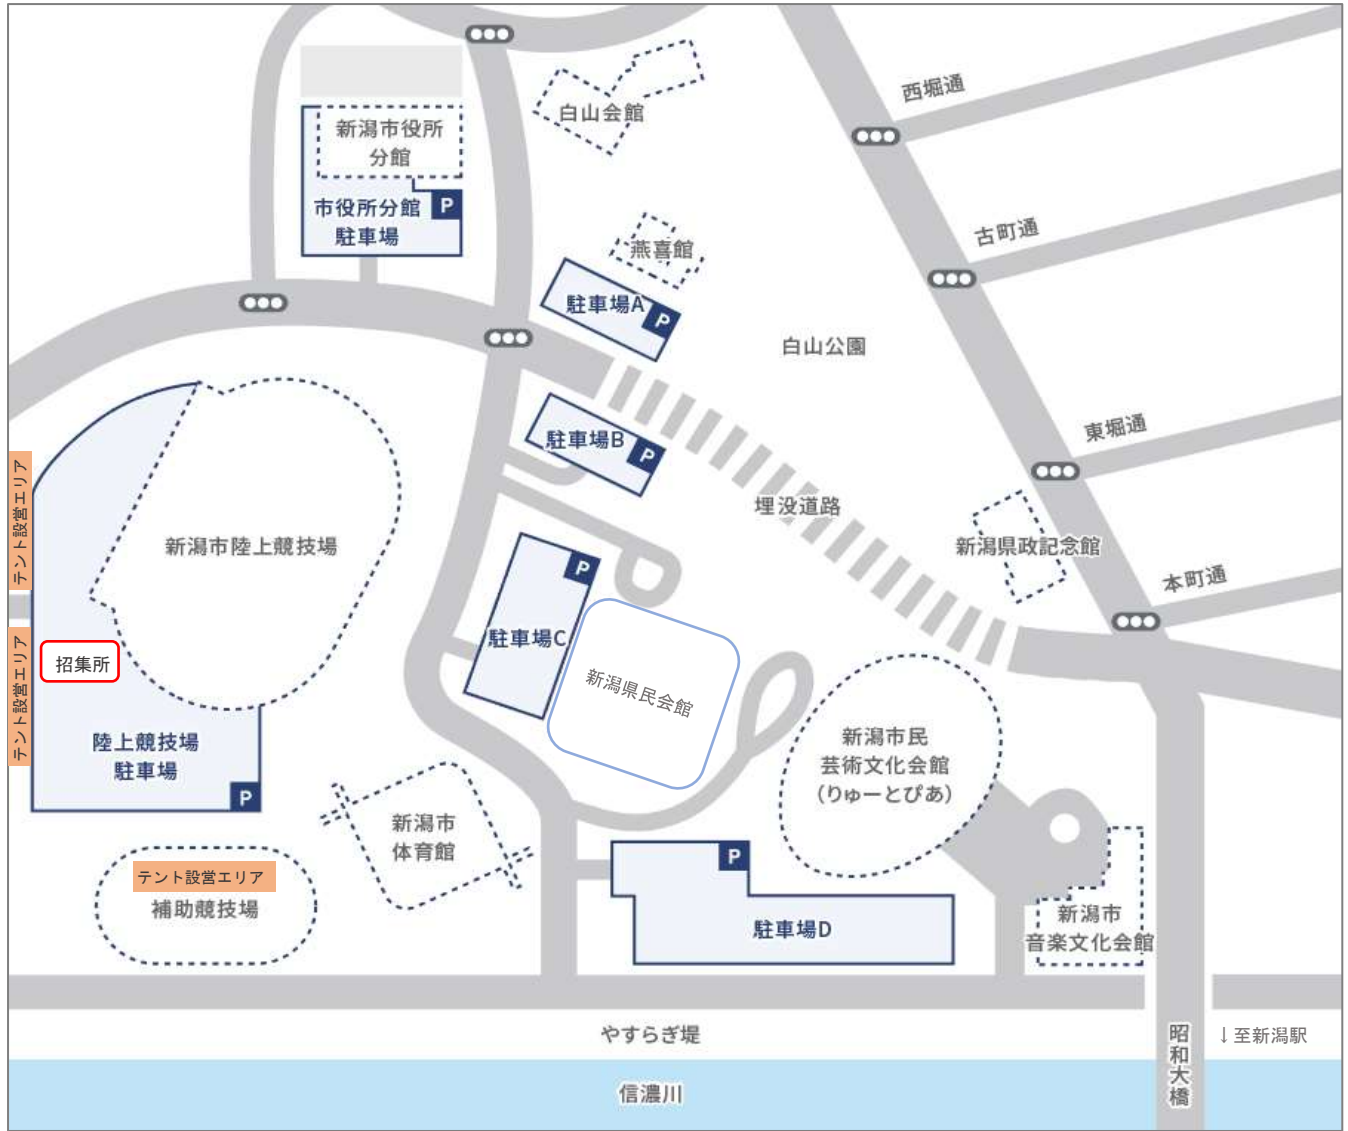 西堀通
白山会館
新潟市役所
分館
市役所分館
駐車場
P
古町通
燕喜館
駐車場A
P
白山公園
東堀通
駐車場B
P
埋没道路
テント設営エリア
新潟市陸上競技場
新潟県政記念館
本町通
P
駐車場C
テント設営エリア
招集所
新潟県民会館
陸上競技場
駐車場
P
新潟市民
芸術文化会館
(りゅーとぴあ)
新潟市
体育館
P
テント設営エリア
補助競技場
駐車場D
新潟市
音楽文化会館
やすらぎ堤
昭和大橋
↓至新潟駅
信濃川